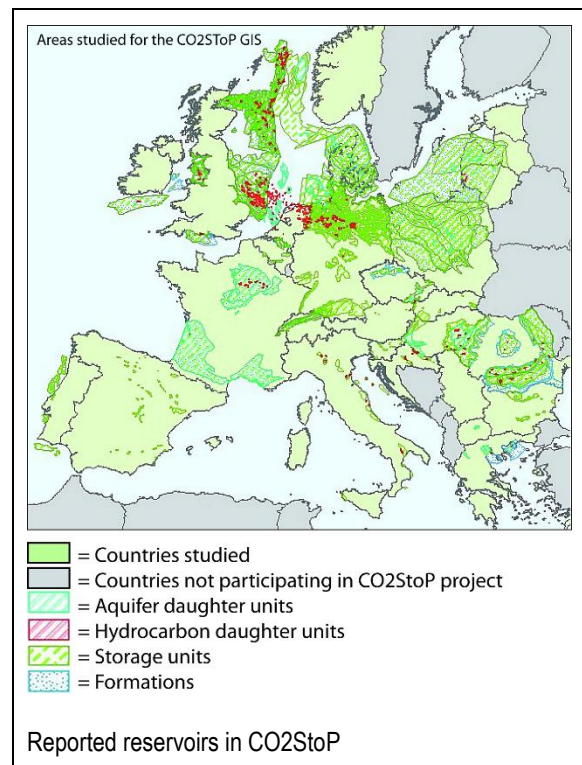 Areas studied for the CO2SToP GIS
= Countries studied
= Countries not participating in CO2StoP project
= Aquifer daughter units
= Hydrocarbon daughter units
= Storage units
= Formations
Reported reservoirs in CO2StoP